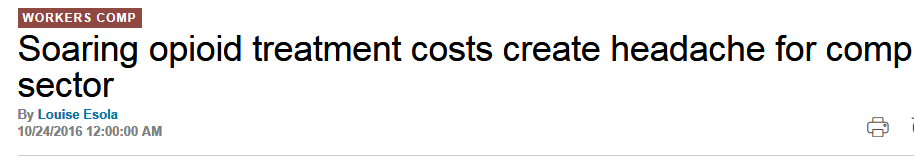 WORKERS COMP
Soaring opioid treatment costs create headache for comp
sector
By Louise Esola
10/24/2016 12:00:00 AM